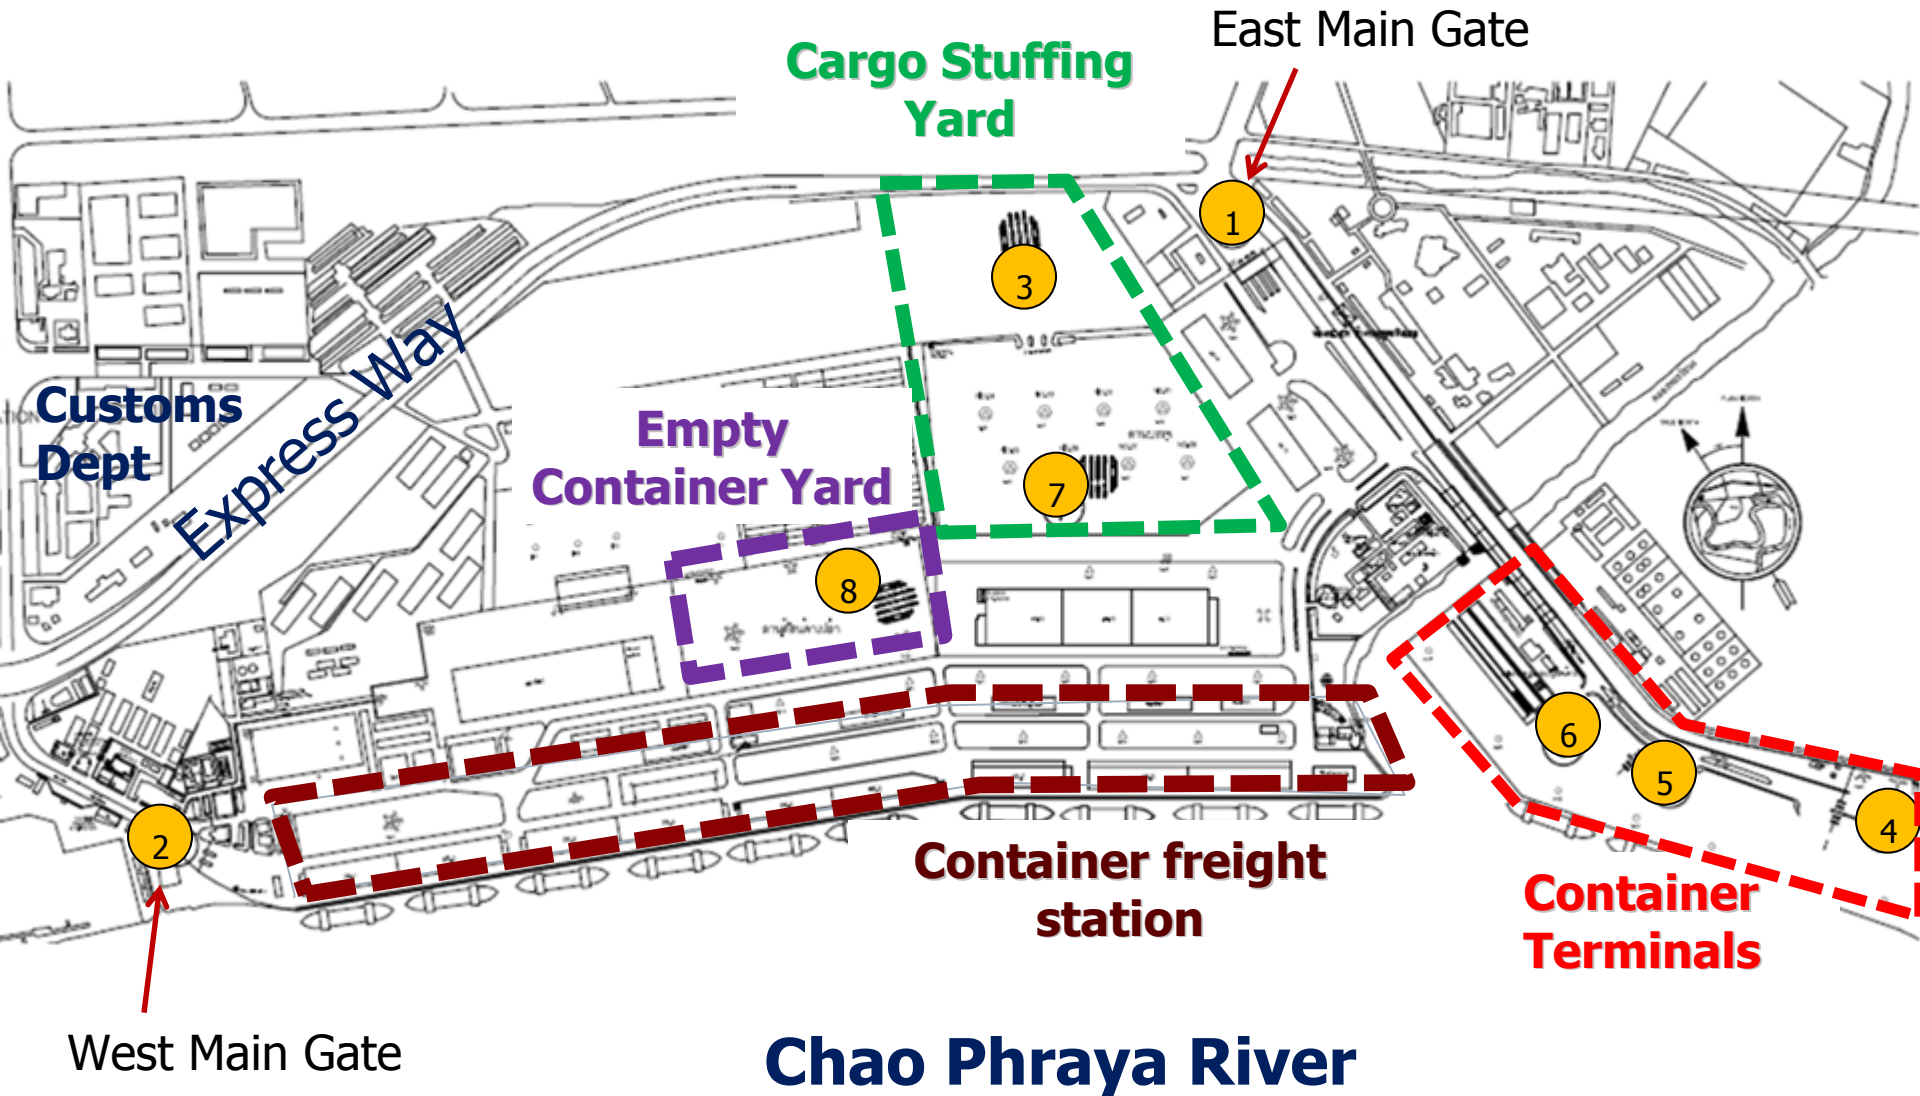 East Main Gate
Cargo Stuffing
Yard
1
3
Express Way
Customs
Dept
Empty
Container Yard
7
8
6
5
4
2
Container freight
station
Container
Terminals
West Main Gate
Chao Phraya River